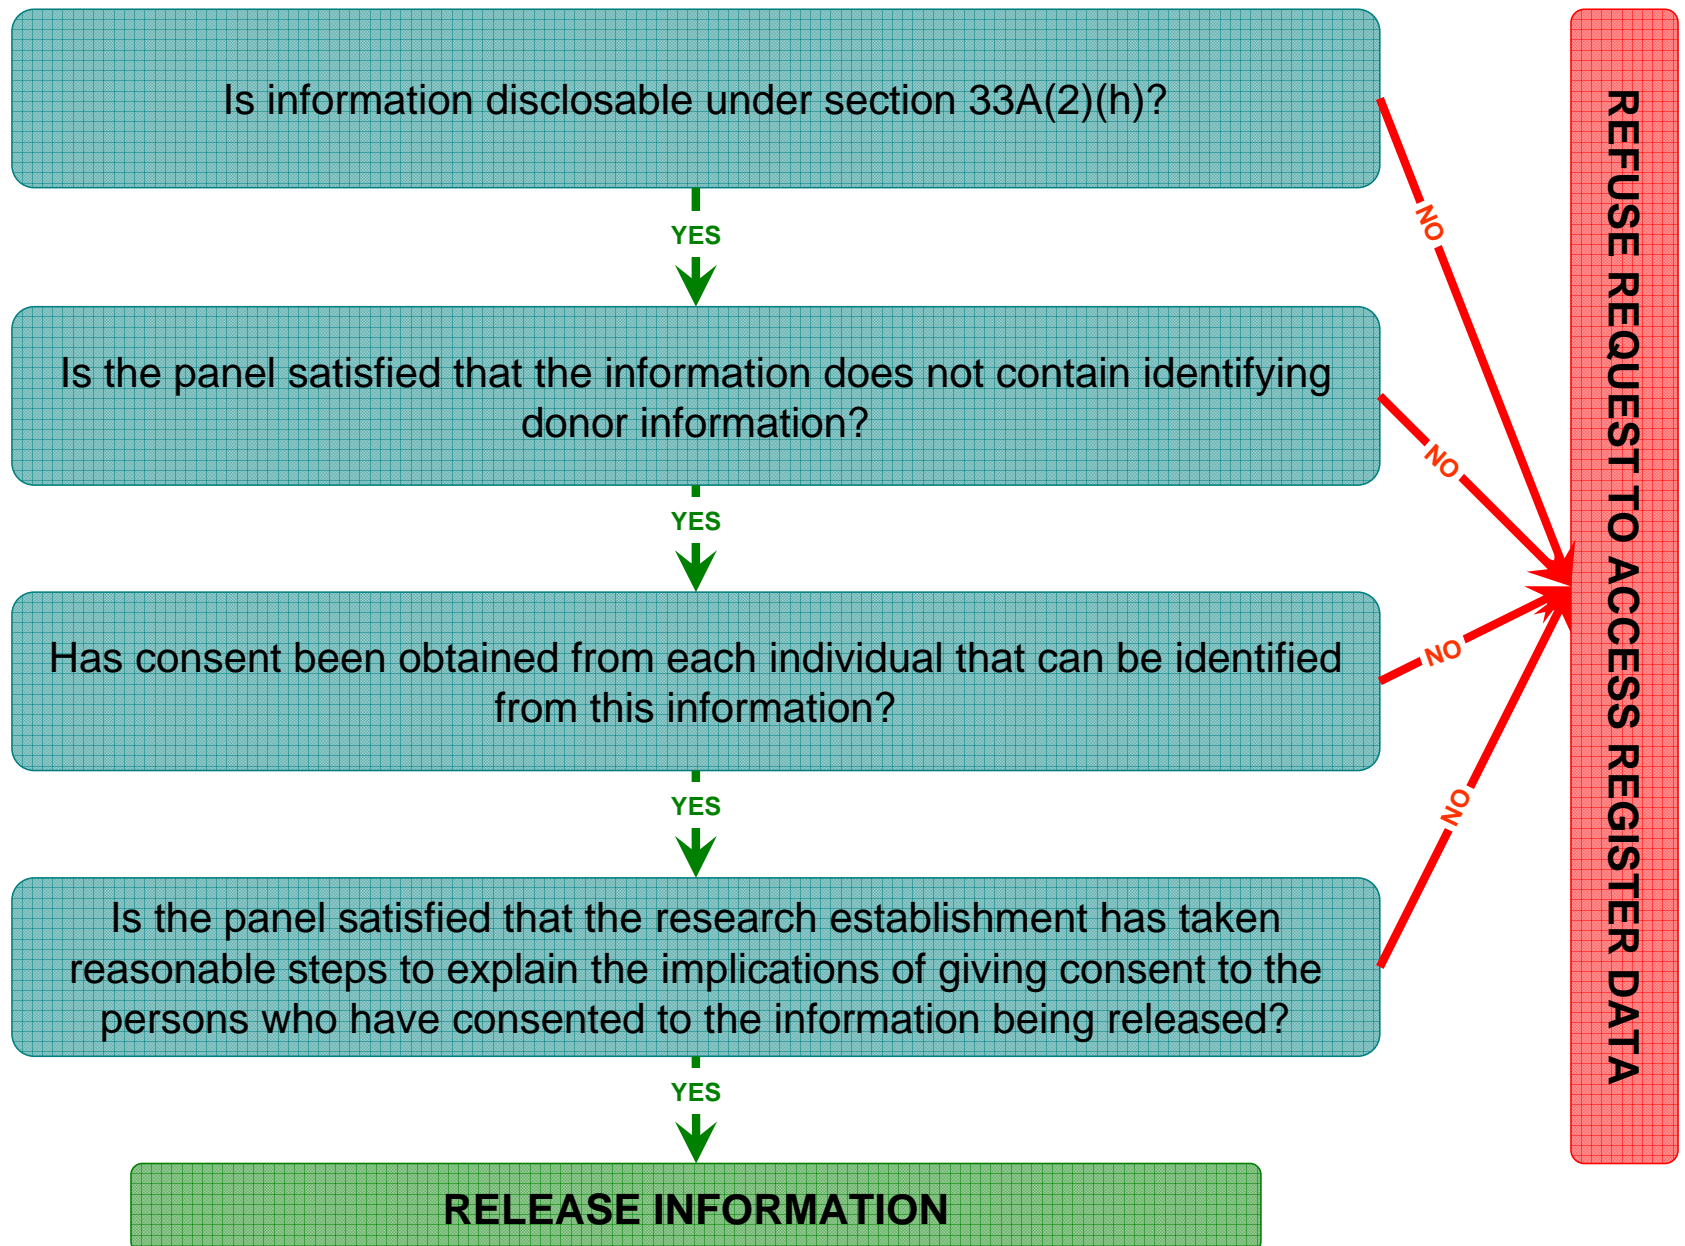 Is information disclosable under section 33A(2)(h)?
NO
YES
Is the panel satisfied that the information does not contain identifying
donor information?
NO
YES
Has consent been obtained from each individual that can be identified
from this information?
NO
YES
Is the panel satisfied that the research establishment has taken
reasonable steps to explain the implications of giving consent to the
persons who have consented to the information being released?
NO
YES
RELEASE INFORMATION
REFUSE REQUEST TO ACCESS REGISTER DATA